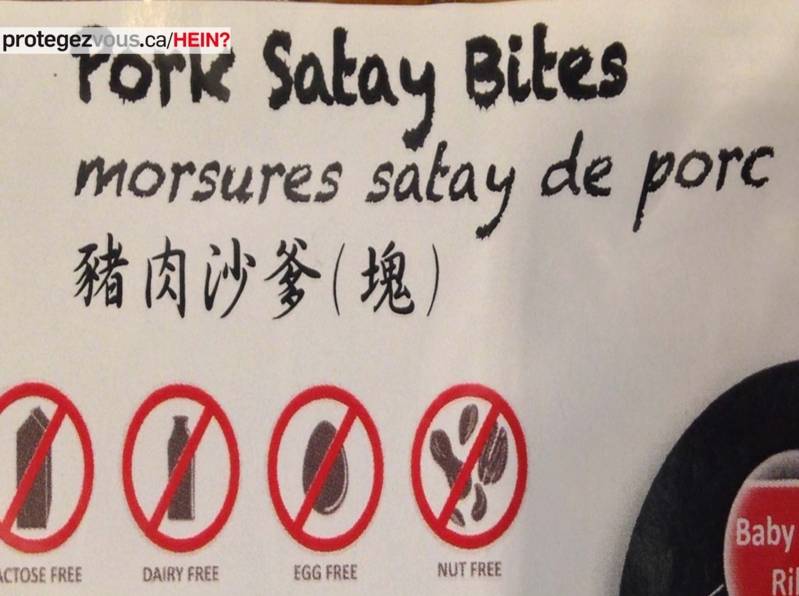 protegezvous.ca/HEIN?
Pork Satay Bites
morsures satay de porc
豬肉沙爹(塊)
ACTOSE FREE
DAIRY FREE
EGG FREE
NUT FREE
Baby
Ri